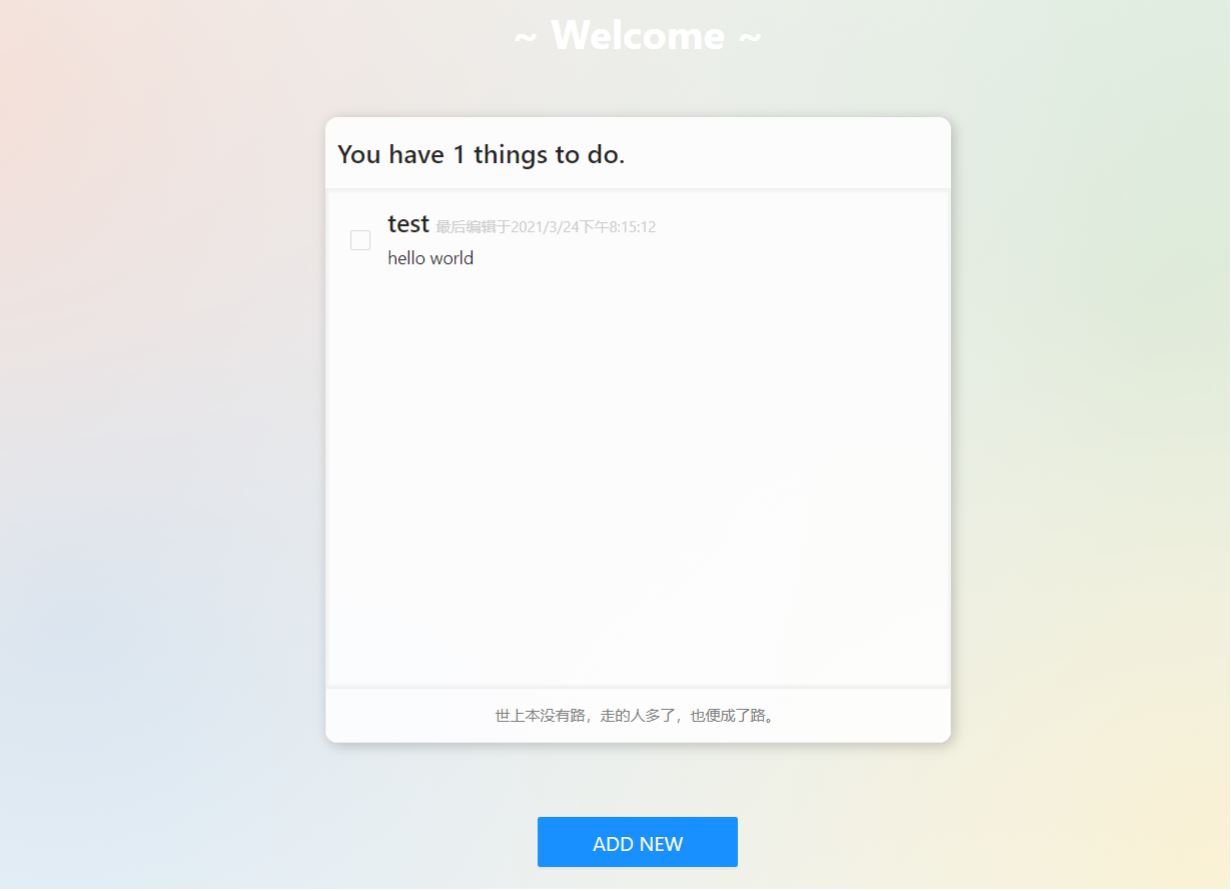 ~ Welcome ~
You have 1 things to do.
test 最后编辑于2021/3/24下午8:15:12
hello world
世上本没有路，走的人多了，也便成了路。
ADD NEW